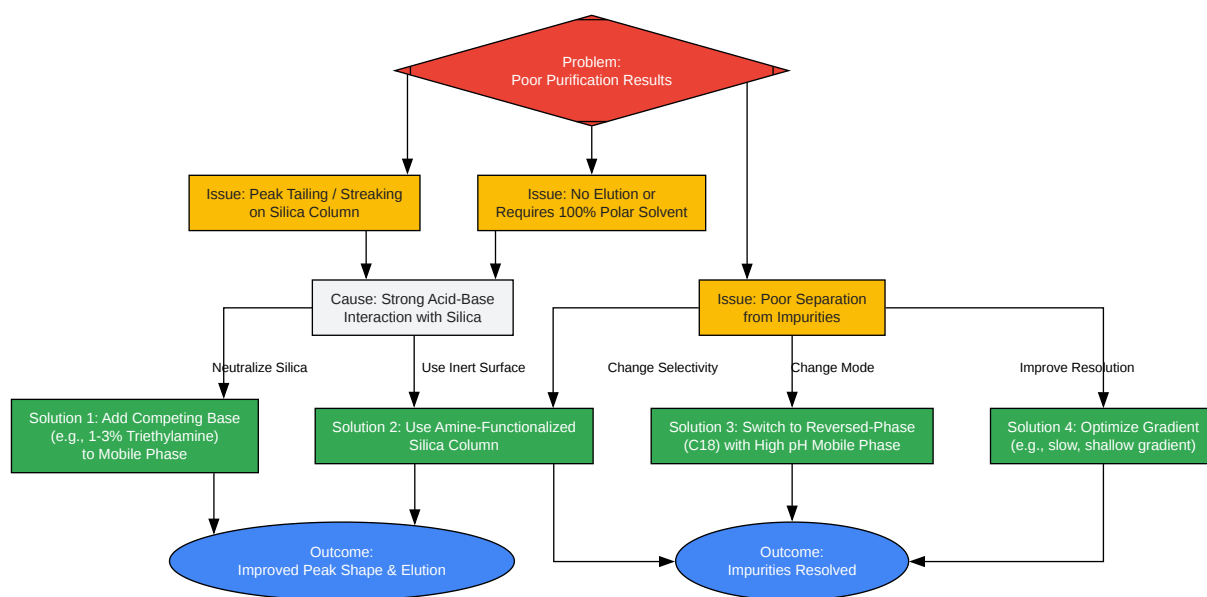 Problem:
Poor Purification Results
Issue: Peak Tailing / Streaking
on Silica Column
Issue: No Elution or
Requires 100% Polar Solvent
Cause: Strong Acid-Base
Interaction with Silica
Issue: Poor Separation
from Impurities
Neutralize Silica
Use Inert Surface
Change Selectivity
Change Mode
Improve Resolution
Solution 1: Add Competing Base
(e.g., 1-3% Triethylamine)
to Mobile Phase
Solution 2: Use Amine-Functionalized
Silica Column
Solution 3: Switch to Reversed-Phase
(C18) with High pH Mobile Phase
Solution 4: Optimize Gradient
(e.g., slow, shallow gradient)
Outcome:
Improved Peak Shape & Elution
Outcome:
Impurities Resolved